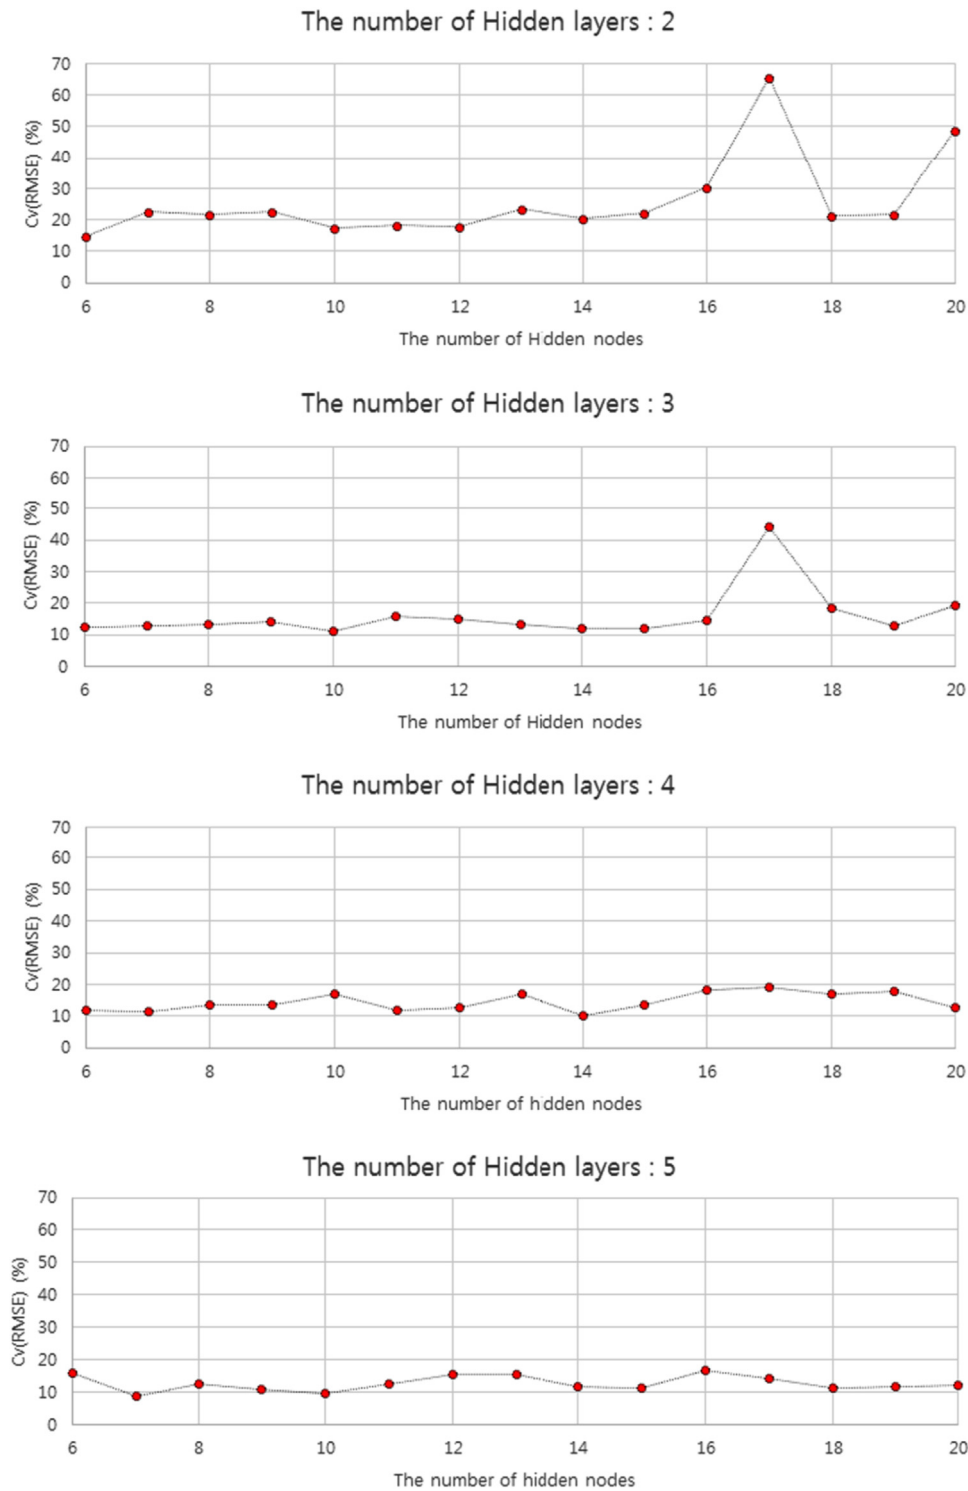 The number of Hidden layers : 2
70
60
50
40
30
20
10
0
Cv(RMSE) (%)
6 8 10 12 14 16 18 20
The number of Hidden nodes
The number of Hidden layers : 3
70
60
50
40
30
20
10
0
Cv(RMSE) (%)
6 8 10 12 14 16 18 20
The number of Hidden nodes
The number of Hidden layers : 4
70
60
50
40
30
20
10
0
Cv(RMSE) (%)
6 8 10 12 14 16 18 20
The number of hidden nodes
The number of Hidden layers : 5
70
60
50
40
30
20
10
0
Cv(RMSE) (%)
6 8 10 12 14 16 18 20
The number of hidden nodes